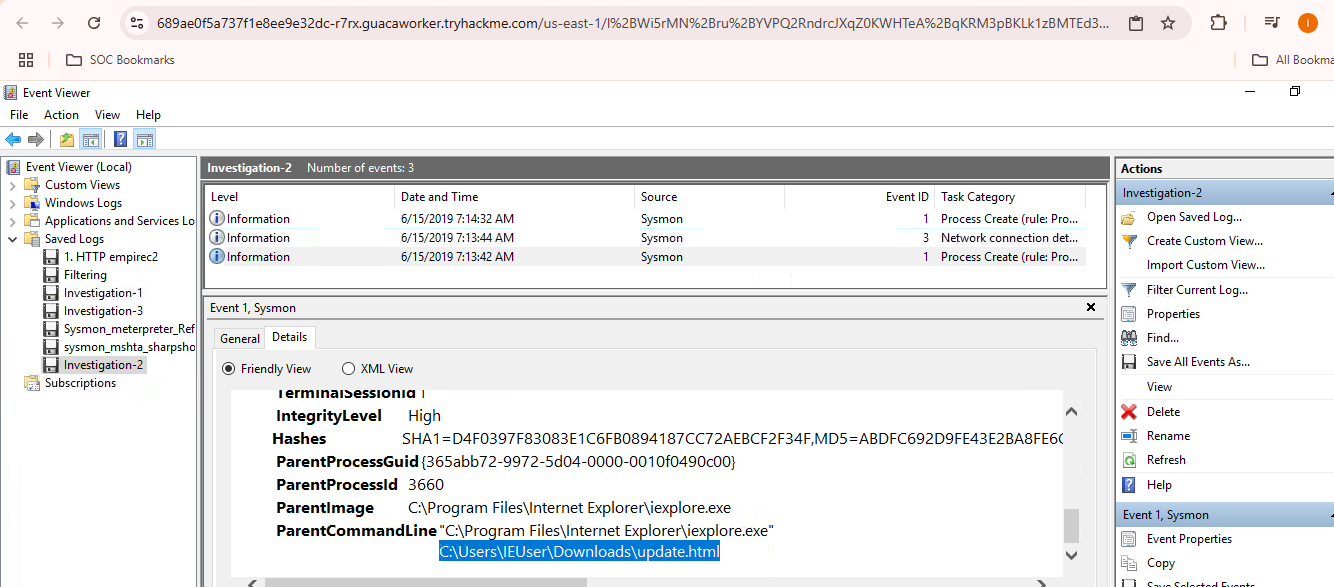 689ae0f5a737f1e8ee9e32dc-r7rx.guacaworker.tryhackme.com/us-east-1/I%2BWi5rMN%2Bru%2BYVPQ2RndrcJXqZ0KWHTeA%2BqKRM3pBKLk1zBMTEd3...
I
SOC Bookmarks
All Bookma
Event Viewer
File Action View Help
Event Viewer (Local)
Custom Views
Windows Logs
Applications and Services Lo
Saved Logs
1. HTTP empirec2
Filtering
Investigation-1
Investigation-3
Sysmon_meterpreter_Ref
sysmon_mshta_sharpsho
Investigation-2
Subscriptions
Investigation-2 Number of events: 3
Level Date and Time Source Event ID Task Category
Information 6/15/2019 7:14:32 AM Sysmon 1 Process Create (rule: Pro...
Information 6/15/2019 7:13:44 AM Sysmon 3 Network connection det...
Information 6/15/2019 7:13:42 AM Sysmon 1 Process Create (rule: Pro...
Event 1, Sysmon
General Details
Friendly View XML View
TerminalSessionId 1
IntegrityLevel High
Hashes SHA1=D4F0397F83083E1C6FB0894187CC72AEBCF2F34F,MD5=ABDFC692D9FE43E2BA8FE6C
ParentProcessGuid {365abb72-9972-5d04-0000-0010f0490c00}
ParentProcessId 3660
ParentImage C:\Program Files\Internet Explorer\iexplore.exe
ParentCommandLine "C:\Program Files\Internet Explorer\iexplore.exe"
C:\Users\IEUser\Downloads\update.html
Actions
Investigation-2
Open Saved Log...
Create Custom View...
Import Custom View...
Filter Current Log...
Properties
Find...
Save All Events As...
View
Delete
Rename
Refresh
Help
Event 1, Sysmon
Event Properties
Copy
Save Selected Events